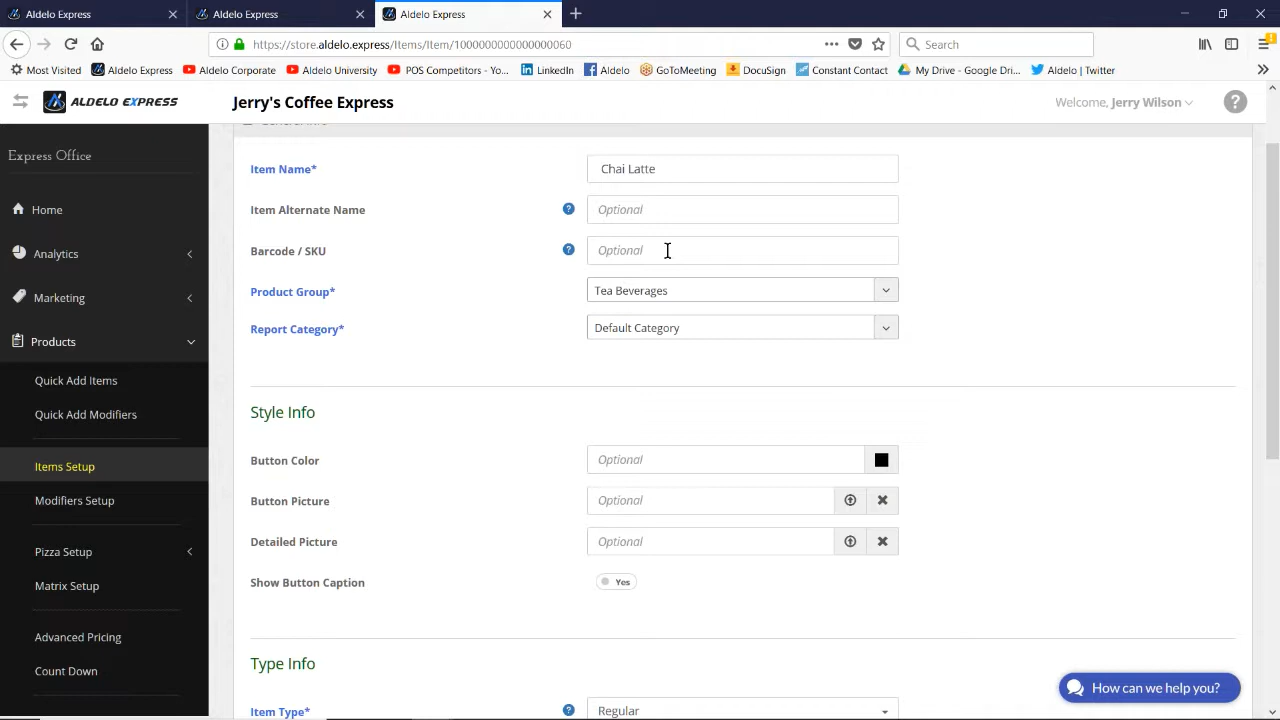 Aldelo Express
Aldelo Express
Aldelo Express
https://store.aldelo.express/Items/Item/
Search
Most Visited
Aldelo Express
Aldelo Corporate
Aldelo University
POS Competitors - Yo...
LinkedIn
Aldelo
GoToMeeting
DocuSign
Constant Contact
My Drive - Google Dri...
Aldelo | Twitter
ALDELO EXPRESS
Jerry's Coffee Express
Welcome, Jerry Wilson
Express Office
Home
Analytics
Marketing
Products
Quick Add Items
Quick Add Modifiers
Items Setup
Modifiers Setup
Pizza Setup
Matrix Setup
Advanced Pricing
Count Down
Item Name*
Chai Latte
Item Alternate Name
Optional
Barcode / SKU
Optional
Product Group*
Tea Beverages
Report Category*
Default Category
Style Info
Button Color
Optional
Button Picture
Optional
Detailed Picture
Optional
Show Button Caption
Yes
Type Info
Item Type*
Regular
How can we help you?